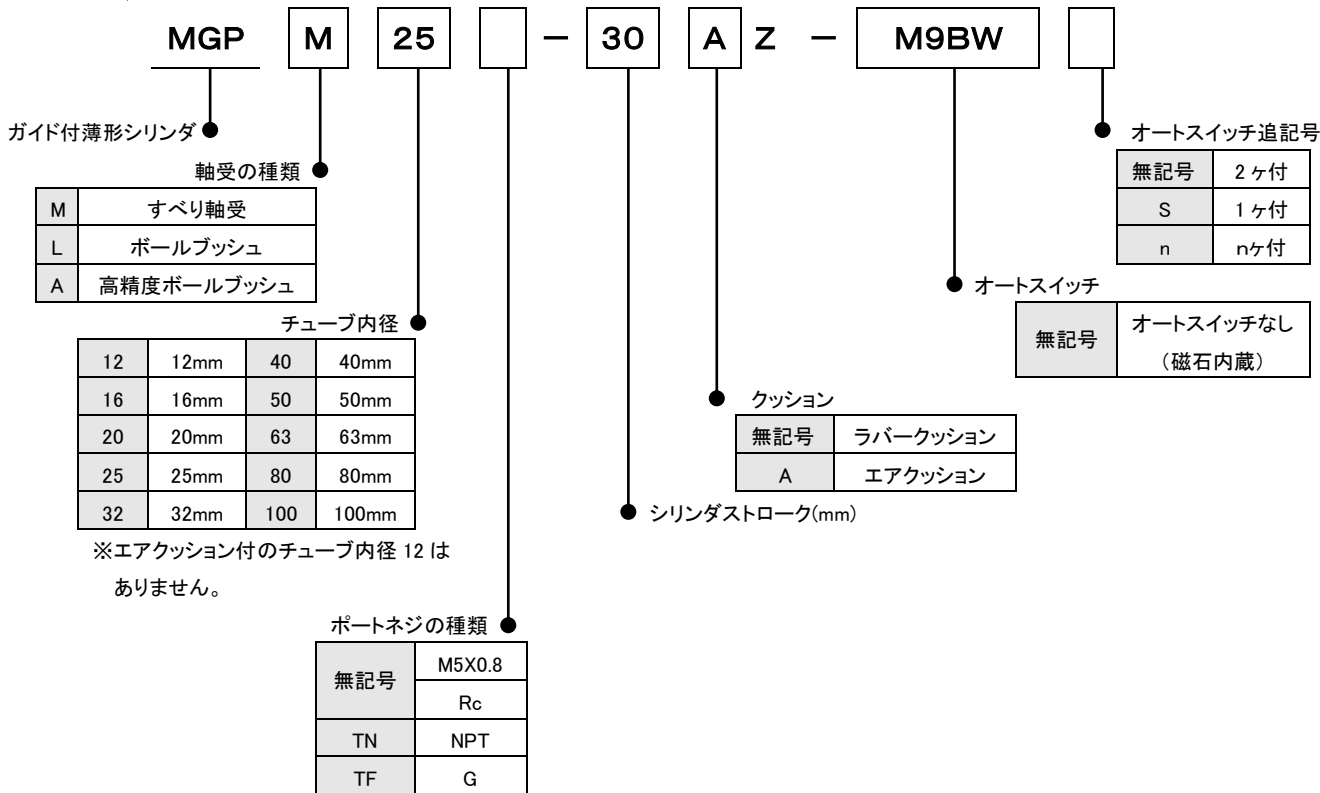 MGP M 25 － 30 A Z － M9BW
ガイド付薄形シリンダ
オートスイッチ追記号
無記号 2ヶ付
S 1ヶ付
n nヶ付
軸受の種類
M すべり軸受
L ボールブッシュ
A 高精度ボールブッシュ
オートスイッチ
無記号 オートスイッチなし
（磁石内蔵）
チューブ内径
12 12mm 40 40mm
16 16mm 50 50mm
20 20mm 63 63mm
25 25mm 80 80mm
32 32mm 100 100mm
※エアクッション付のチューブ内径 12 は
ありません。
クッション
無記号 ラバークッション
A エアクッション
シリンダストローク(mm)
ポートネジの種類
無記号 M5X0.8
Rc
TN NPT
TF G